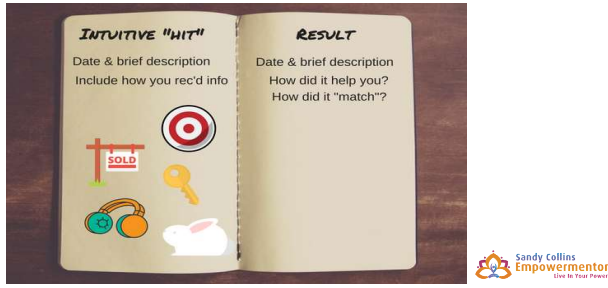 INTUITIVE "HIT"
Date & brief description
Include how you rec'd info
SOLD
RESULT
Date & brief description
How did it help you?
How did it "match"?
Sandy Collins
Empowermentor
Live In Your Power